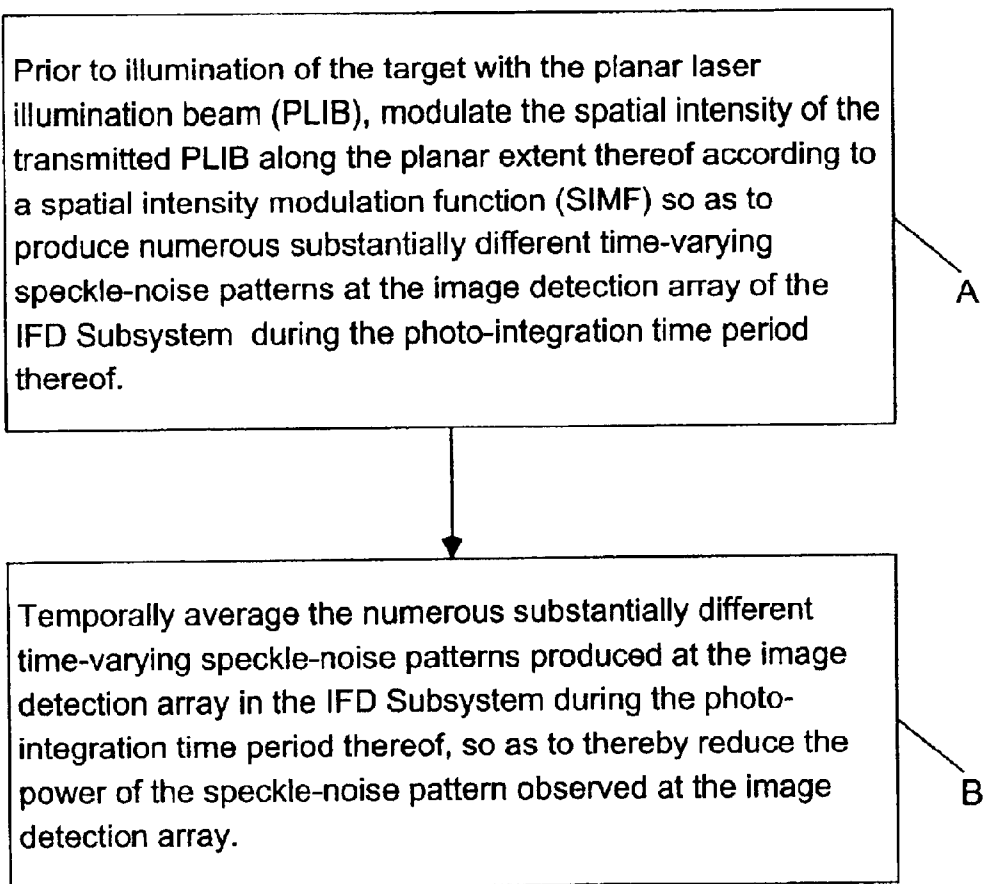 Prior to illumination of the target with the planar laser
illumination beam (PLIB), modulate the spatial intensity of the
transmitted PLIB along the planar extent thereof according to
a spatial intensity modulation function (SIMF) so as to
produce numerous substantially different time-varying
speckle-noise patterns at the image detection array of the
IFD Subsystem during the photo-integration time period
thereof.
A
Temporally average the numerous substantially different
time-varying speckle-noise patterns produced at the image
detection array in the IFD Subsystem during the photo-
integration time period thereof, so as to thereby reduce the
power of the speckle-noise pattern observed at the image
detection array.
B